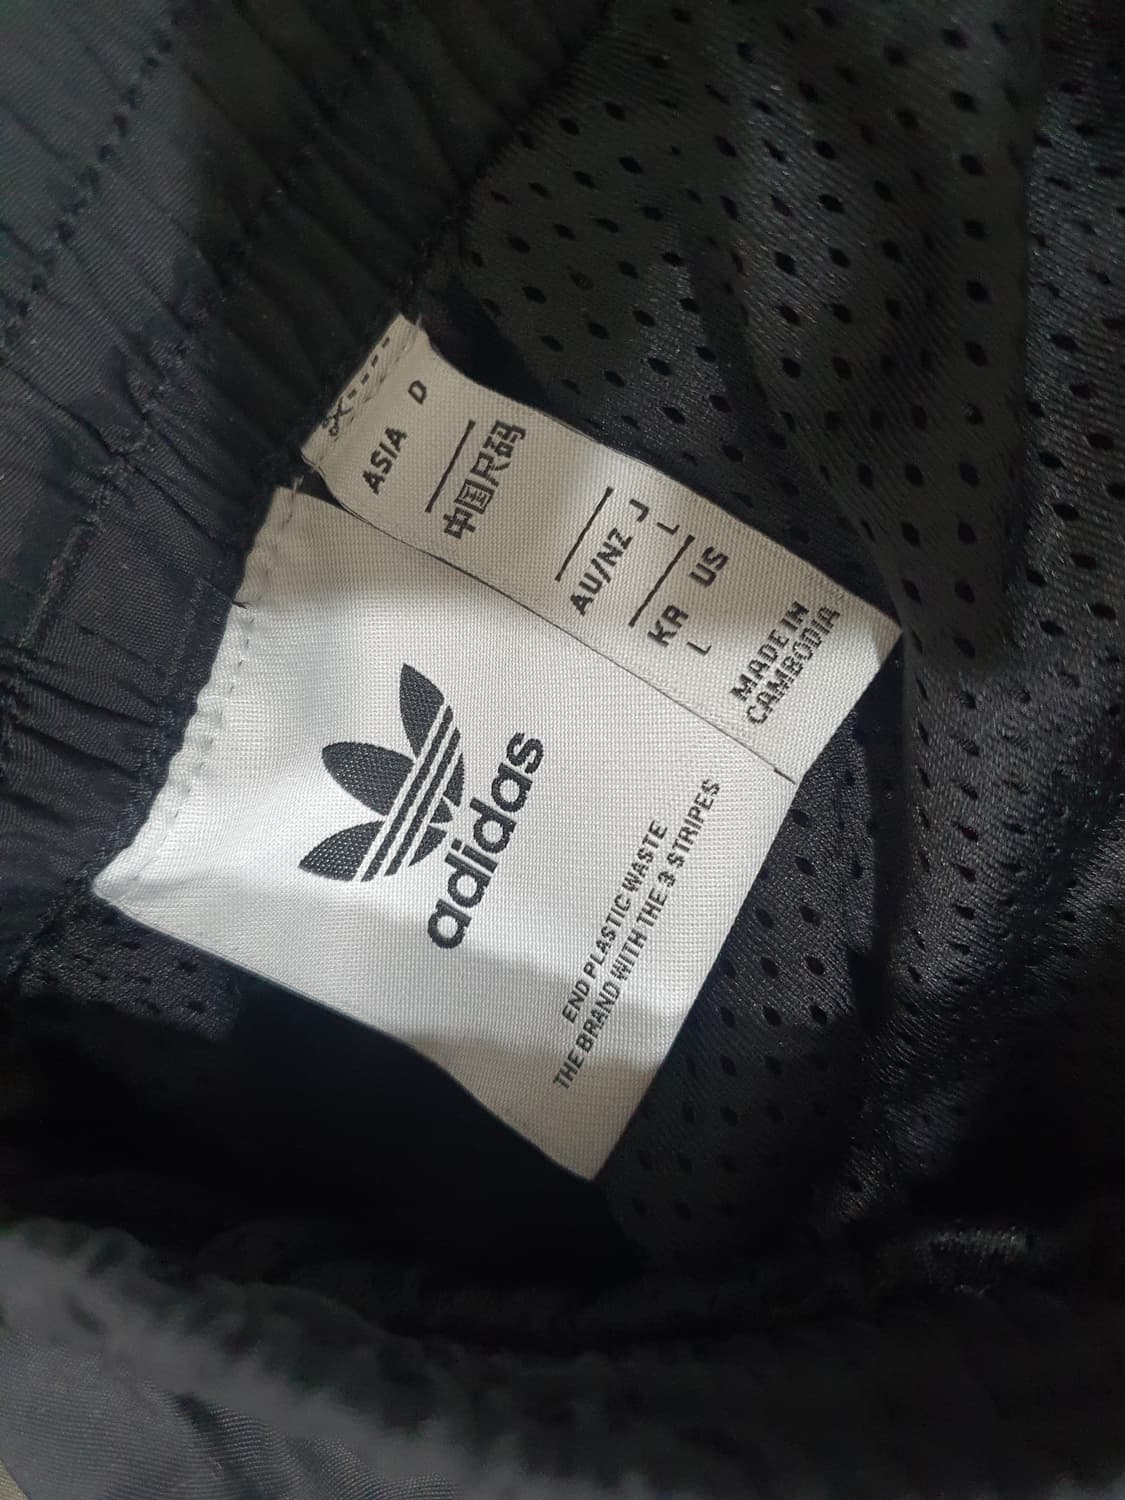 ASIA D
中国尺码
AU/NZ J
L
KR US
L
MADE IN
CAMBODIA
adidas
END PLASTIC WASTE
THE BRAND WITH THE 3 STRIPES